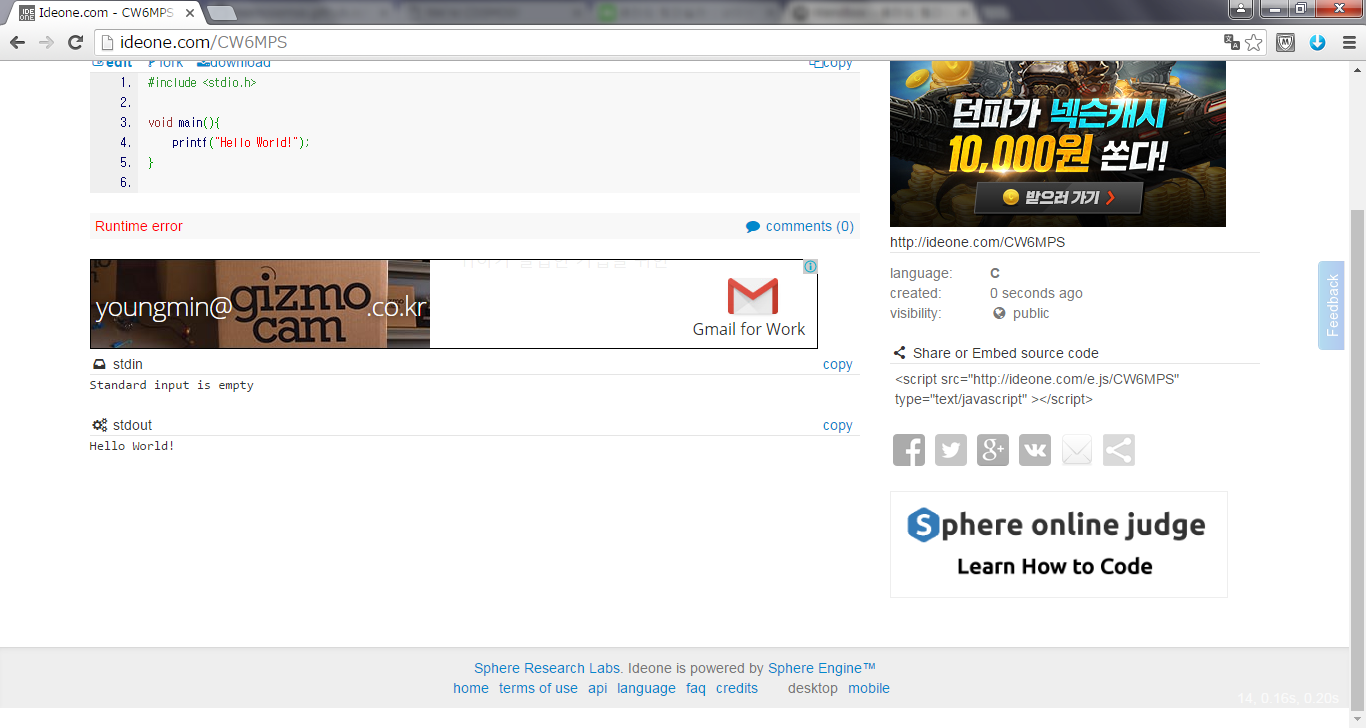 Ideone.com - CW6MPS
ideone.com/CW6MPS
edit fork download copy
1. #include <stdio.h>
2.
3. void main(){
4. printf("Hello World!");
5. }
6.
Runtime error comments (0)
youngmin@gizmo cam.co.kr
Gmail for Work
stdin copy
Standard input is empty
stdout copy
Hello World!
던파가 넥슨캐시
10,000원 쏜다!
받으러 가기 >
http://ideone.com/CW6MPS
language: C
created: 0 seconds ago
visibility: public
Share or Embed source code
<script src="http://ideone.com/e.js/CW6MPS"
type="text/javascript" ></script>
Sphere online judge
Learn How to Code
Feedback
Sphere Research Labs. Ideone is powered by Sphere Engine™
home terms of use api language faq credits desktop mobile
14, 0.16s, 0.20s